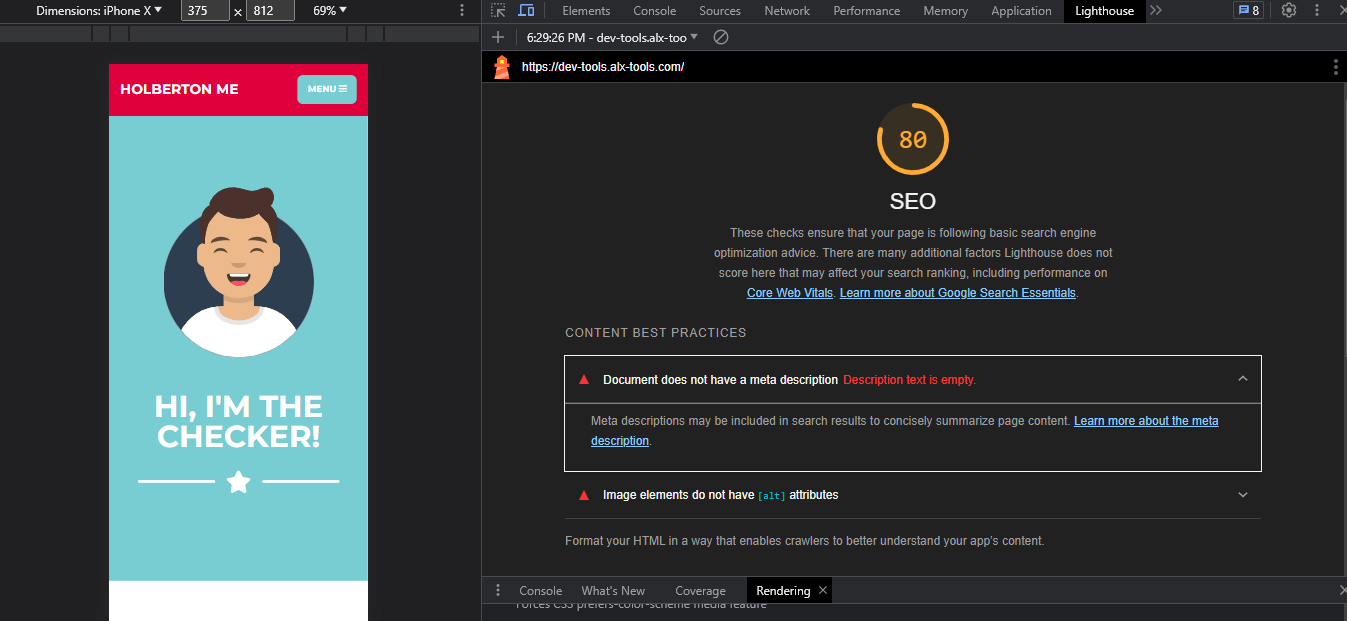 Dimensions: iPhone X ▼ 375 × 812 69% ▼
HOLBERTON ME
MENU
HI, I'M THE
CHECKER!
Elements Console Sources Network Performance Memory Application Lighthouse 8
6:29:26 PM - dev-tools.alx-too
https://dev-tools.alx-tools.com/
80
SEO
These checks ensure that your page is following basic search engine
optimization advice. There are many additional factors Lighthouse does not
score here that may affect your search ranking, including performance on
Core Web Vitals. Learn more about Google Search Essentials.
CONTENT BEST PRACTICES
Document does not have a meta description Description text is empty.
Meta descriptions may be included in search results to concisely summarize page content. Learn more about the meta
description.
Image elements do not have [alt] attributes
Format your HTML in a way that enables crawlers to better understand your app's content.
Console What's New Coverage Rendering
Forces CSS prefers-color-scheme media feature